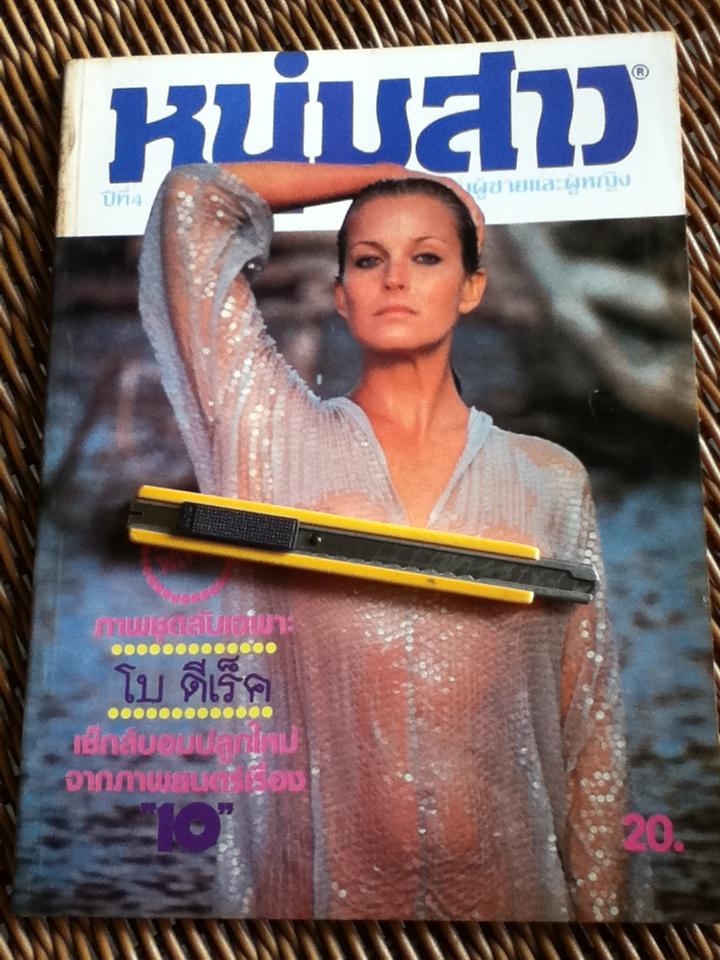 หนุ่มสาว®
ปีที่ 4
ผู้ชายและผู้หญิง
ภาพชุดลับเฉพาะ
โบ ดีเร็ค
เซ็กส์บอมบ์ลูกใหม่
จากภาพยนตร์เรื่อง
"10"
20.